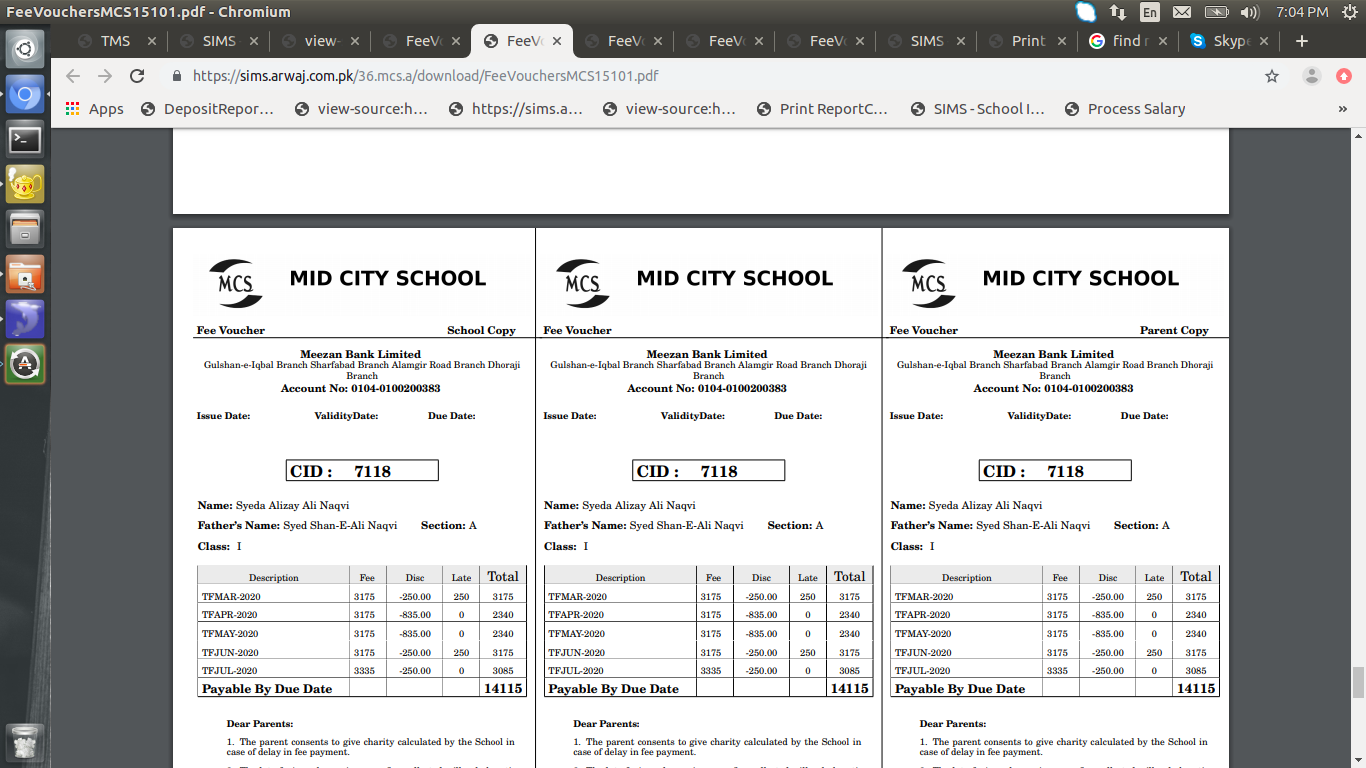 FeeVouchersMCS15101.pdf - Chromium
En
7:04 PM
TMS
SIMS
view-
FeeV
FeeV
FeeV
FeeV
FeeV
SIMS
Print
find r
Skype
https://sims.arwaj.com.pk/36.mcs.a/download/FeeVouchersMCS15101.pdf
Apps
DepositRepor...
view-source:h...
https://sims.a...
view-source:h...
Print ReportC...
SIMS - School I...
Process Salary
»
MCS
MID CITY SCHOOL
Fee Voucher School Copy
Meezan Bank Limited
Gulshan-e-Iqbal Branch Sharfabad Branch Alamgir Road Branch Dhoraji
Branch
Account No: 0104-0100200383
Issue Date: ValidityDate: Due Date:
CID : 7118
Name: Syeda Alizay Ali Naqvi
Father's Name: Syed Shan-E-Ali Naqvi Section: A
Class: I
Description Fee Disc Late Total
TFMAR-2020 3175 -250.00 250 3175
TFAPR-2020 3175 -835.00 0 2340
TFMAY-2020 3175 -835.00 0 2340
TFJUN-2020 3175 -250.00 250 3175
TFJUL-2020 3335 -250.00 0 3085
Payable By Due Date 14115
Dear Parents:
1. The parent consents to give charity calculated by the School in
case of delay in fee payment.
MCS
MID CITY SCHOOL
Fee Voucher
Meezan Bank Limited
Gulshan-e-Iqbal Branch Sharfabad Branch Alamgir Road Branch Dhoraji
Branch
Account No: 0104-0100200383
Issue Date: ValidityDate: Due Date:
CID : 7118
Name: Syeda Alizay Ali Naqvi
Father's Name: Syed Shan-E-Ali Naqvi Section: A
Class: I
Description Fee Disc Late Total
TFMAR-2020 3175 -250.00 250 3175
TFAPR-2020 3175 -835.00 0 2340
TFMAY-2020 3175 -835.00 0 2340
TFJUN-2020 3175 -250.00 250 3175
TFJUL-2020 3335 -250.00 0 3085
Payable By Due Date 14115
Dear Parents:
1. The parent consents to give charity calculated by the School in
case of delay in fee payment.
MCS
MID CITY SCHOOL
Fee Voucher Parent Copy
Meezan Bank Limited
Gulshan-e-Iqbal Branch Sharfabad Branch Alamgir Road Branch Dhoraji
Branch
Account No: 0104-0100200383
Issue Date: ValidityDate: Due Date:
CID : 7118
Name: Syeda Alizay Ali Naqvi
Father's Name: Syed Shan-E-Ali Naqvi Section: A
Class: I
Description Fee Disc Late Total
TFMAR-2020 3175 -250.00 250 3175
TFAPR-2020 3175 -835.00 0 2340
TFMAY-2020 3175 -835.00 0 2340
TFJUN-2020 3175 -250.00 250 3175
TFJUL-2020 3335 -250.00 0 3085
Payable By Due Date 14115
Dear Parents:
1. The parent consents to give charity calculated by the School in
case of delay in fee payment.